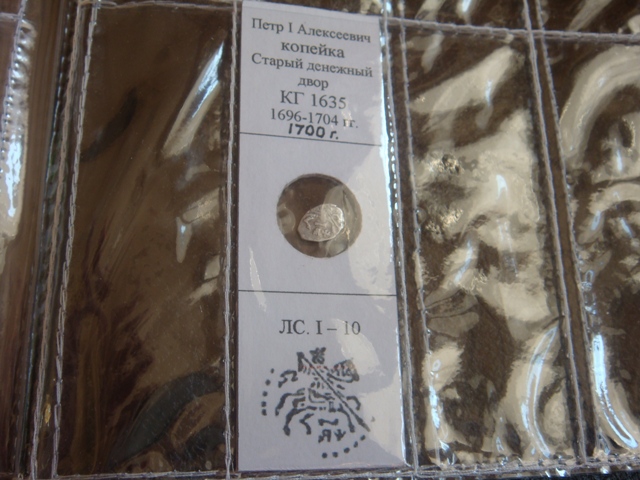 Петр I Алексеевич
копейка
Старый денежный
двор
КГ 1635
1696-1704 гг.
1700 г.
ЛС. I – 10